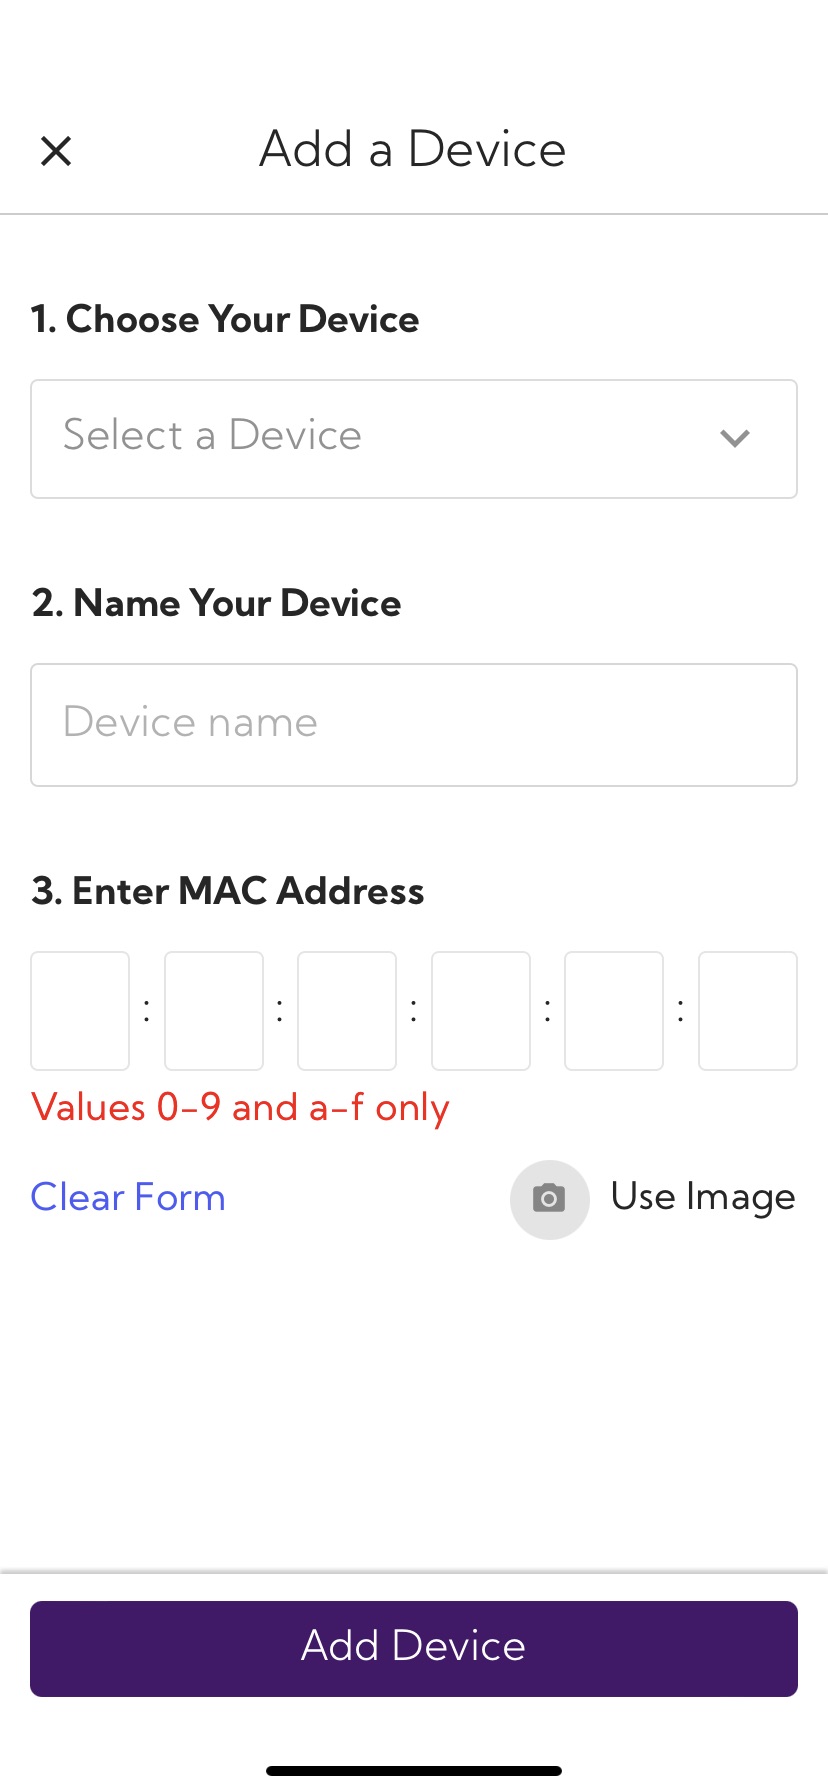 Add a Device
1. Choose Your Device
Select a Device
2. Name Your Device
Device name
3. Enter MAC Address
: : : : :
Values 0-9 and a-f only
Clear Form
Use Image
Add Device